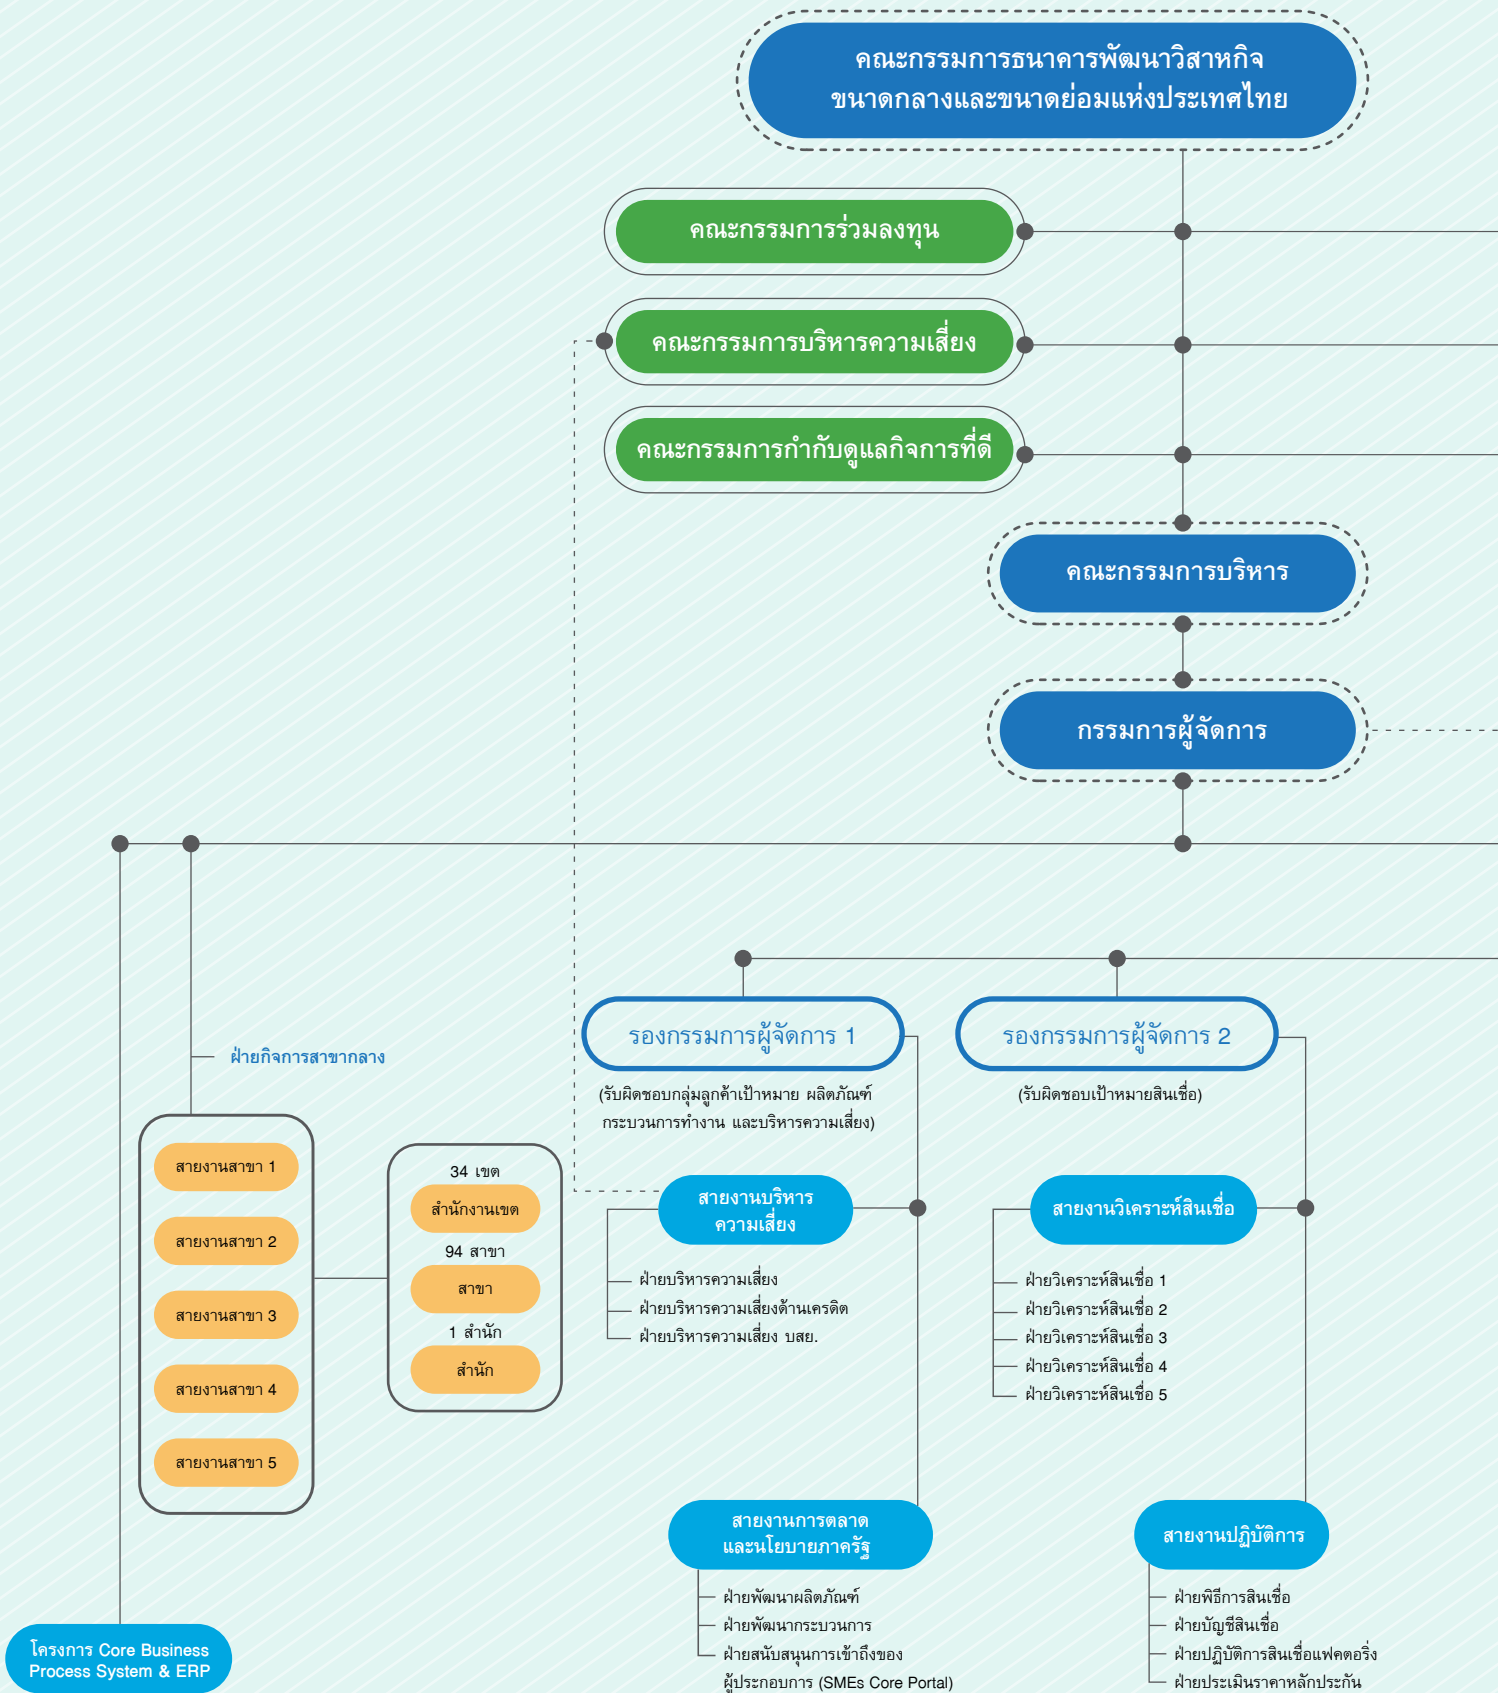 คณะกรรมการธนาคารพัฒนาวิสาหกิจ
ขนาดกลางและขนาดย่อมแห่งประเทศไทย
คณะกรรมการร่วมลงทุน
คณะกรรมการบริหารความเสี่ยง
คณะกรรมการกำกับดูแลกิจการที่ดี
คณะกรรมการบริหาร
กรรมการผู้จัดการ
ฝ่ายกิจการสาขากลาง
สายงานสาขา 1
สายงานสาขา 2
สายงานสาขา 3
สายงานสาขา 4
สายงานสาขา 5
34 เขต
สำนักงานเขต
94 สาขา
สาขา
1 สำนัก
สำนัก
โครงการ Core Business
Process System & ERP
รองกรรมการผู้จัดการ 1
(รับผิดชอบกลุ่มลูกค้าเป้าหมาย ผลิตภัณฑ์
กระบวนการทำงาน และบริหารความเสี่ยง)
สายงานบริหาร
ความเสี่ยง
ฝ่ายบริหารความเสี่ยง
ฝ่ายบริหารความเสี่ยงด้านเครดิต
ฝ่ายบริหารความเสี่ยง บสย.
สายงานการตลาด
และนโยบายภาครัฐ
ฝ่ายพัฒนาผลิตภัณฑ์
ฝ่ายพัฒนากระบวนการ
ฝ่ายสนับสนุนการเข้าถึงของ
ผู้ประกอบการ (SMEs Core Portal)
รองกรรมการผู้จัดการ 2
(รับผิดชอบเป้าหมายสินเชื่อ)
สายงานวิเคราะห์สินเชื่อ
ฝ่ายวิเคราะห์สินเชื่อ 1
ฝ่ายวิเคราะห์สินเชื่อ 2
ฝ่ายวิเคราะห์สินเชื่อ 3
ฝ่ายวิเคราะห์สินเชื่อ 4
ฝ่ายวิเคราะห์สินเชื่อ 5
สายงานปฏิบัติการ
ฝ่ายพิธีการสินเชื่อ
ฝ่ายบัญชีสินเชื่อ
ฝ่ายปฏิบัติการสินเชื่อแฟคตอริ่ง
ฝ่ายประเมินราคาหลักประกัน